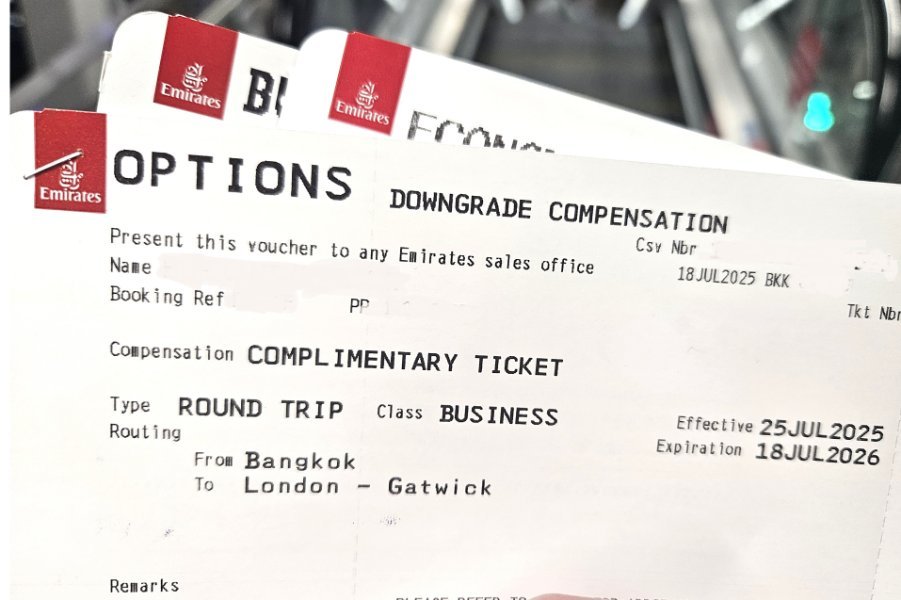 Emirates
Emirates
Emirates
OPTIONS DOWNGRADE COMPENSATION
Present this voucher to any Emirates sales office
Csv Nbr
Name
18JUL2025 BKK
Booking Ref
Tkt Nbr
Compensation COMPLIMENTARY TICKET
Type ROUND TRIP Class BUSINESS
Effective 25JUL2025
Routing
Expiration 18JUL2026
From Bangkok
To London - Gatwick
Remarks